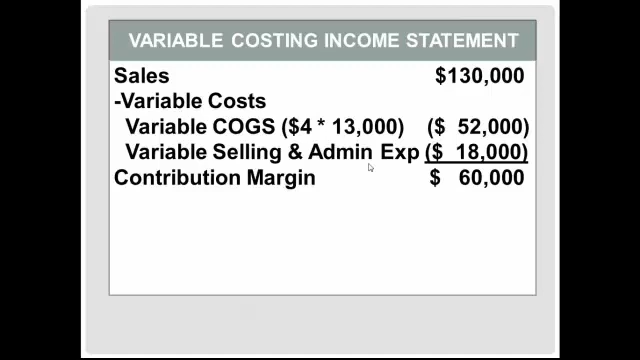 VARIABLE COSTING INCOME STATEMENT
Sales $130,000
-Variable Costs
Variable COGS ($4 * 13,000) ($ 52,000)
Variable Selling & Admin Exp ($ 18,000)
Contribution Margin $ 60,000